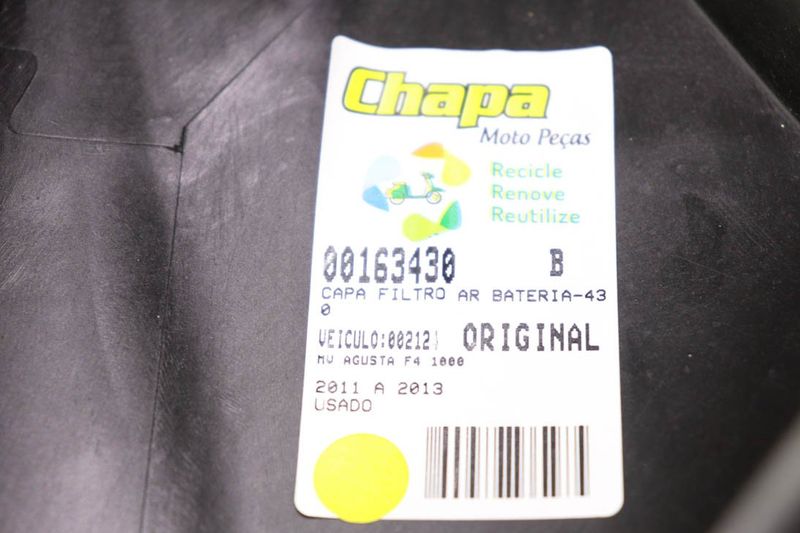 Chapa
Moto Peças
Recicle
Renove
Reutilize
00163430 B
CAPA FILTRO AR BATERIA-43
0
VEICULO:00212 ORIGINAL
MV AGUSTA F4 1000
2011 A 2013
USADO